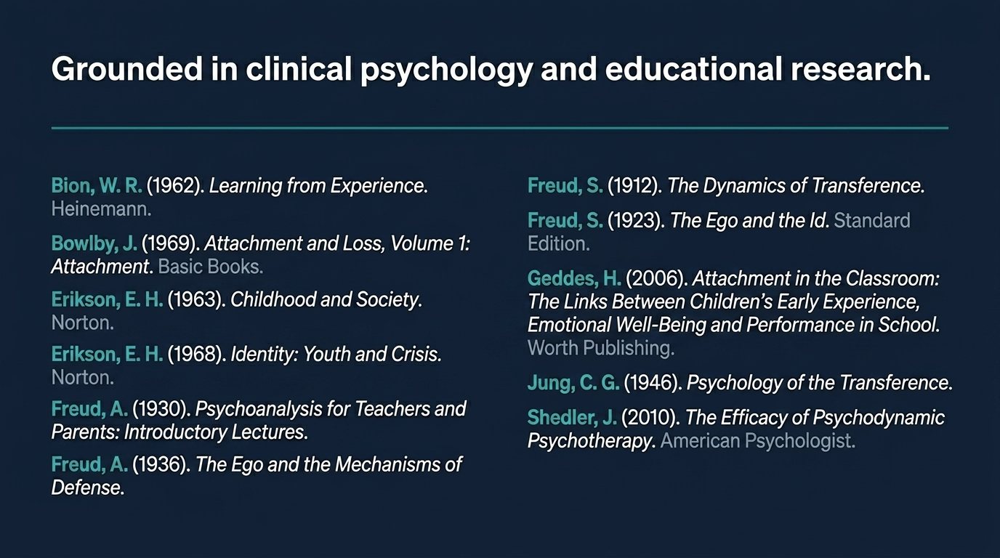 Grounded in clinical psychology and educational research.
Bion, W. R. (1962). Learning from Experience.
Heinemann.
Bowlby, J. (1969). Attachment and Loss, Volume 1:
Attachment. Basic Books.
Erikson, E. H. (1963). Childhood and Society.
Norton.
Erikson, E. H. (1968). Identity: Youth and Crisis.
Norton.
Freud, A. (1930). Psychoanalysis for Teachers and
Parents: Introductory Lectures.
Freud, A. (1936). The Ego and the Mechanisms of
Defense.
Freud, S. (1912). The Dynamics of Transference.
Freud, S. (1923). The Ego and the Id. Standard
Edition.
Geddes, H. (2006). Attachment in the Classroom:
The Links Between Children’s Early Experience,
Emotional Well-Being and Performance in School.
Worth Publishing.
Jung, C. G. (1946). Psychology of the Transference.
Shedler, J. (2010). The Efficacy of Psychodynamic
Psychotherapy. American Psychologist.